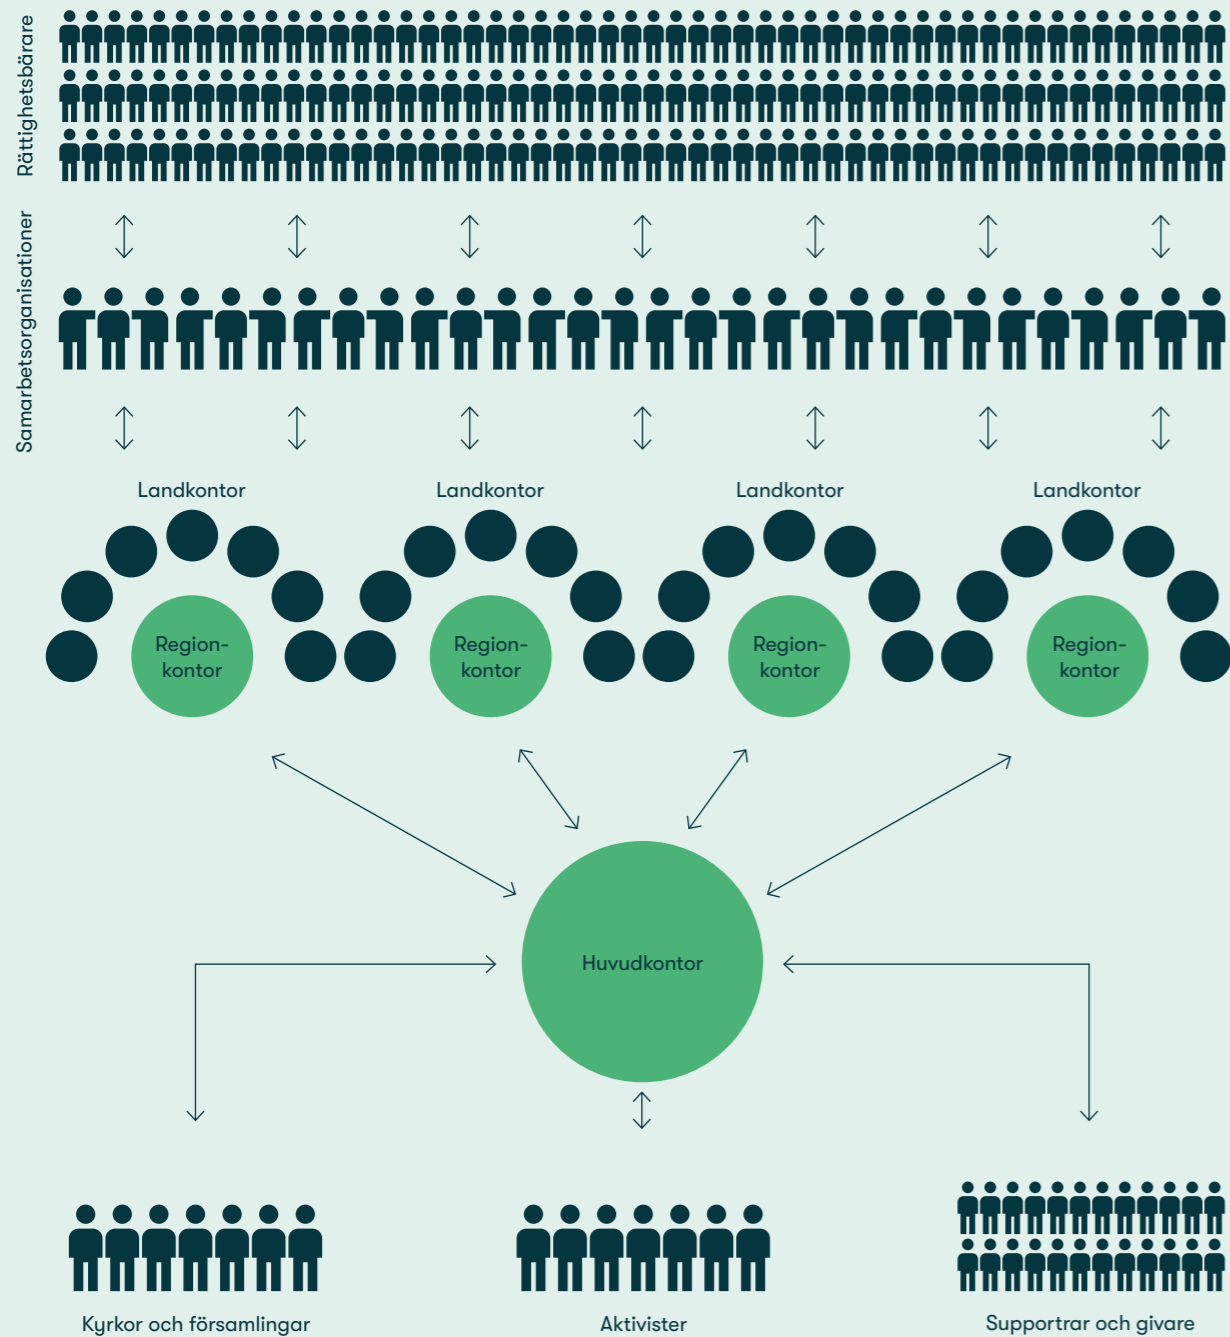 Rättighetsbärare
Samarbetsorganisationer
Landkontor
Landkontor
Landkontor
Landkontor
Region-
kontor
Region-
kontor
Region-
kontor
Region-
kontor
Huvudkontor
Kyrkor och församlingar
Aktivister
Supportrar och givare